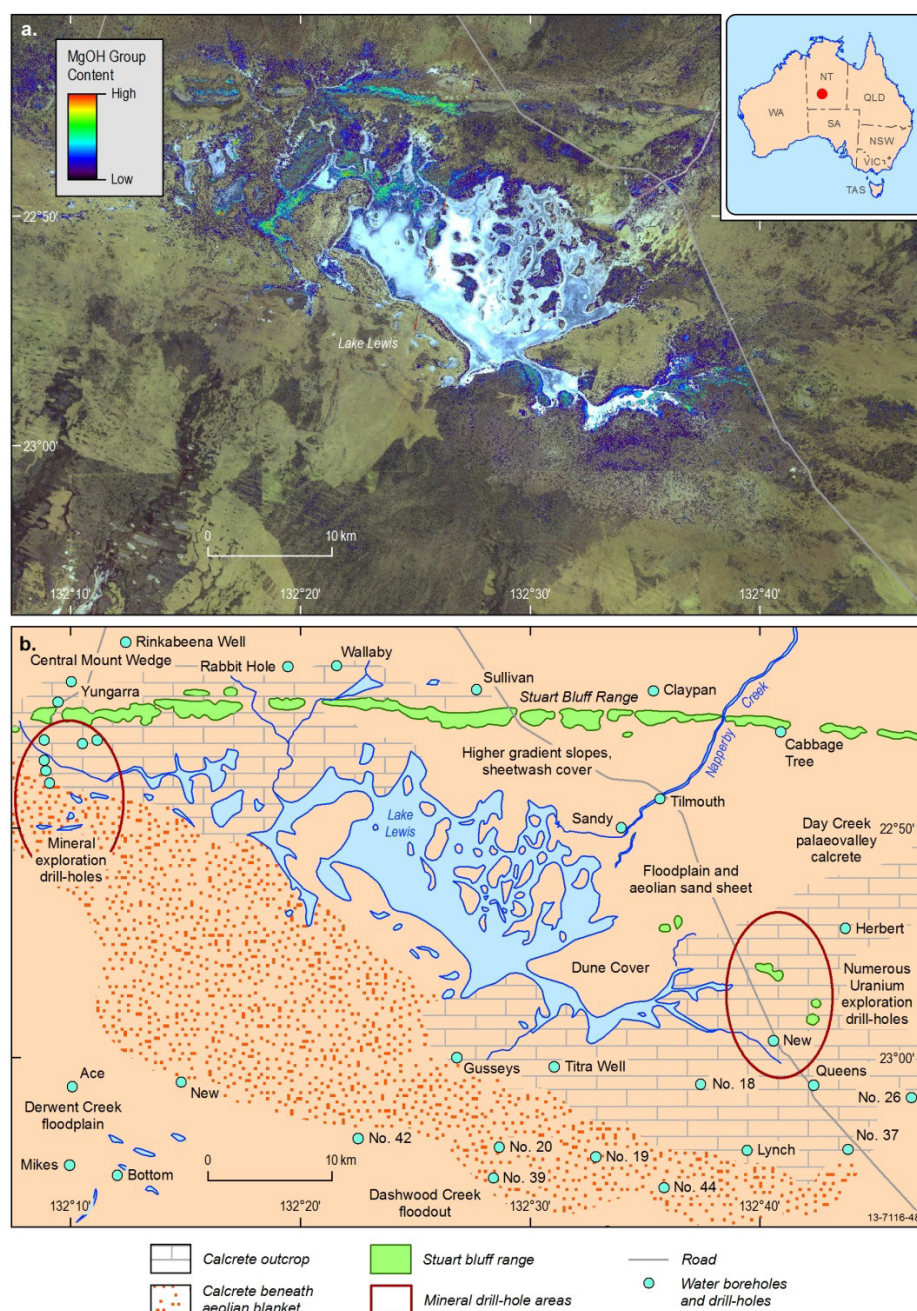 a.
MgOH Group
Content
High
Low
NT
WA
QLD
SA
NSW
VIC
TAS
22°50'
Lake Lewis
23°00'
0 10 km
132°10'
132°20'
132°30'
132°40'
b.
Rinkabeena Well
Central Mount Wedge
Rabbit Hole
Wallaby
Yungarra
Sullivan
Stuart Bluff Range
Claypan
Napperby Creek
Cabbage
Tree
Higher gradient slopes,
sheetwash cover
Tilmouth
Sandy
Lake
Lewis
Mineral
exploration
drill-holes
22°50'
Day Creek
palaeovalley
calcrete
Floodplain and
aeolian sand sheet
Herbert
Dune Cover
Numerous
Uranium
exploration
drill-holes
New
23°00'
Gusseys
Titra Well
Queens
No. 18
No. 26
Ace
New
Derwent Creek
floodplain
No. 42
No. 20
No. 19
Lynch
No. 37
Mikes
Bottom
0 10 km
No. 39
No. 44
Dashwood Creek
floodout
132°10'
132°20'
132°30'
132°40'
13-7116-48
Calcrete outcrop
Stuart bluff range
Road
Calcrete beneath
aeolian blanket
Mineral drill-hole areas
Water boreholes
and drill-holes